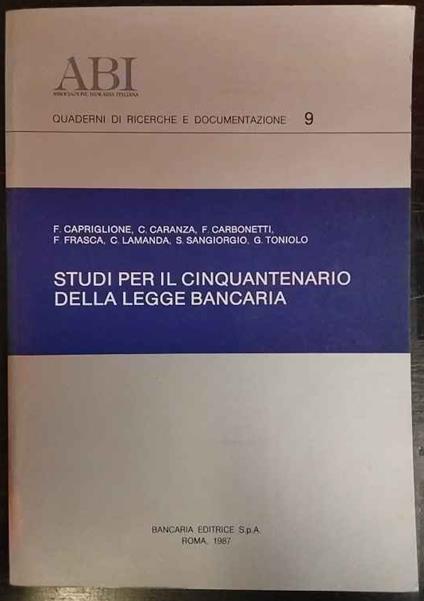 ABI
ASSOCIAZIONE BANCARIA ITALIANA
QUADERNI DI RICERCHE E DOCUMENTAZIONE 9
F. CAPRIGLIONE, C. CARANZA, F. CARBONETTI,
F FRASCA, C. LAMANDA, S. SANGIORGIO, G. TONIOLO
STUDI PER IL CINQUANTENARIO
DELLA LEGGE BANCARIA
BANCARIA EDITRICE S.p.A.
ROMA, 1987